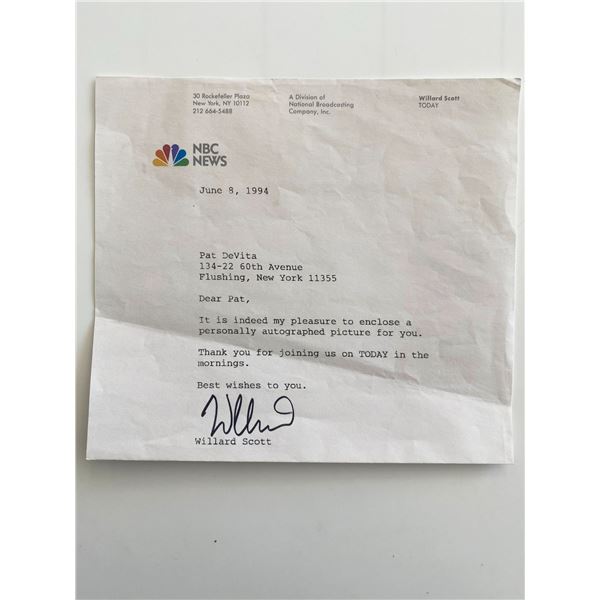 30 Rockefeller Plaza
New York, NY 10112
212 664-5488
A Division of
National Broadcasting
Company, Inc.
Willard Scott
TODAY
NBC
NEWS
June 8, 1994
Pat DeVita
134-22 60th Avenue
Flushing, New York 11355
Dear Pat,
It is indeed my pleasure to enclose a
personally autographed picture for you.
Thank you for joining us on TODAY in the
mornings.
Best wishes to you.
Willard
Willard Scott